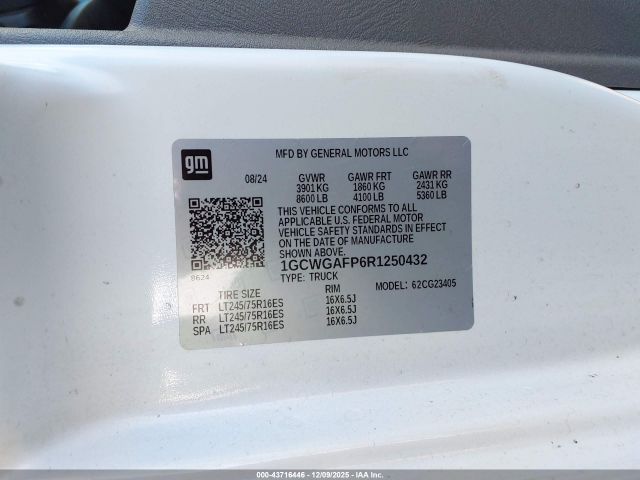 gm
MFD BY GENERAL MOTORS LLC
08/24 GVWR GAWR FRT GAWR RR
3901 KG 1860 KG 2431 KG
8600 LB 4100 LB 5360 LB
THIS VEHICLE CONFORMS TO ALL
APPLICABLE U.S. FEDERAL MOTOR
VEHICLE SAFETY STANDARDS IN EFFECT
ON THE DATE OF MANUFACTURE
SHOWN ABOVE.
8624
1GCWGAFP6R1250432
TYPE: TRUCK MODEL: 62CG23405
TIRE SIZE RIM
FRT LT245/75R16ES 16X6.5J
RR LT245/75R16ES 16X6.5J
SPA LT245/75R16ES 16X6.5J
000-43716446 - 12/09/2025 - IAA Inc.